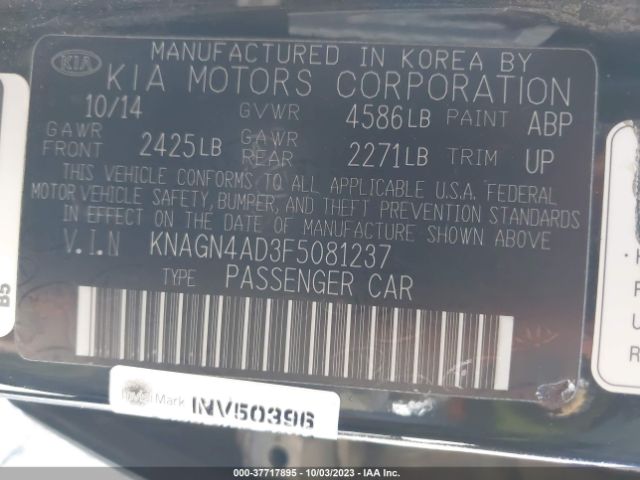 MANUFACTURED IN KOREA BY
KIA
KIA MOTORS CORPORATION
10/14 GVWR 4586LB PAINT ABP
GAWR FRONT 2425LB GAWR REAR 2271LB TRIM UP
THIS VEHICLE CONFORMS TO ALL APPLICABLE U.S.A. FEDERAL
MOTOR VEHICLE SAFETY, BUMPER, AND THEFT PREVENTION STANDARDS
IN EFFECT ON THE DATE OF MANUFACTURE SHOWN ABOVE.
V.I.N KNAGN4AD3F5081237
TYPE PASSENGER CAR
B5
Mark INV50396
000-37717895 - 10/03/2023 - IAA Inc.